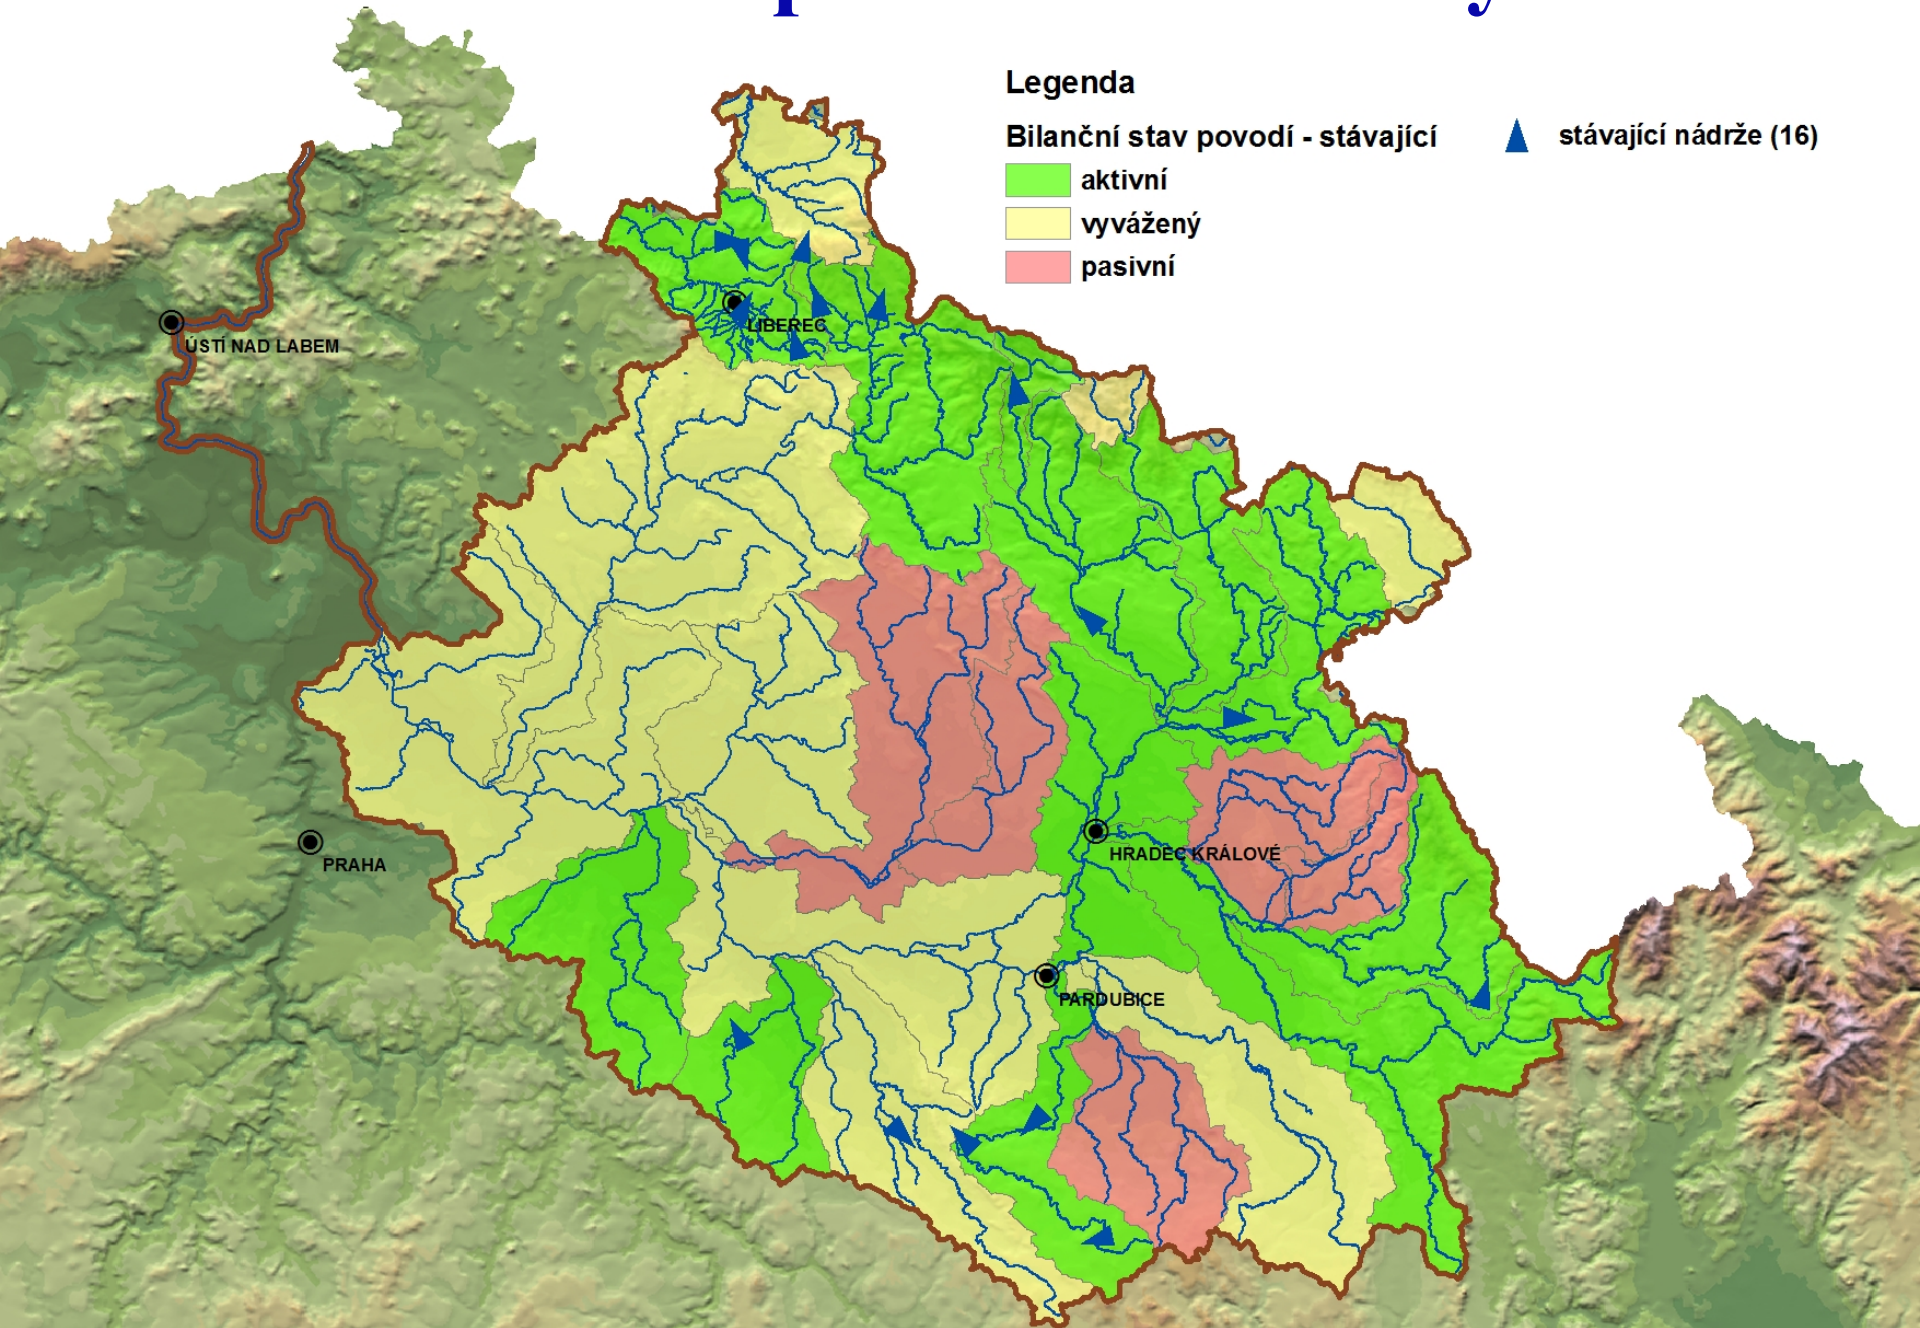 Legenda
Bilanční stav povodí - stávající
aktivní
vyvážený
pasivní
stávající nádrže (16)
LIBEREC
ÚSTÍ NAD LABEM
PRAHA
HRADEC KRÁLOVÉ
PARDUBICE